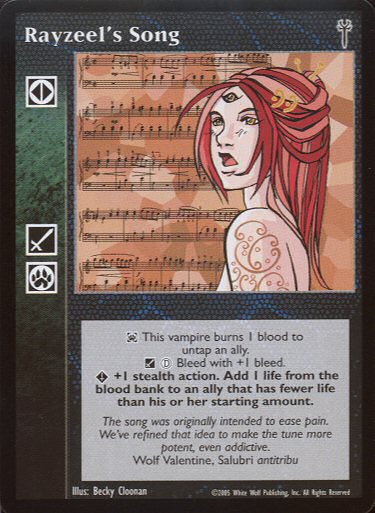 Rayzeel's Song
This vampire burns 1 blood to
untap an ally.
Ⓓ Bleed with +1 bleed.
+1 stealth action. Add 1 life from the
blood bank to an ally that has fewer life
than his or her starting amount.
The song was originally intended to ease pain.
We've refined that idea to make the tune more
potent, even addictive.
Wolf Valentine, Salubri antitribu
Illus: Becky Cloonan
©2005 White Wolf Publishing, Inc. All Rights Reserved